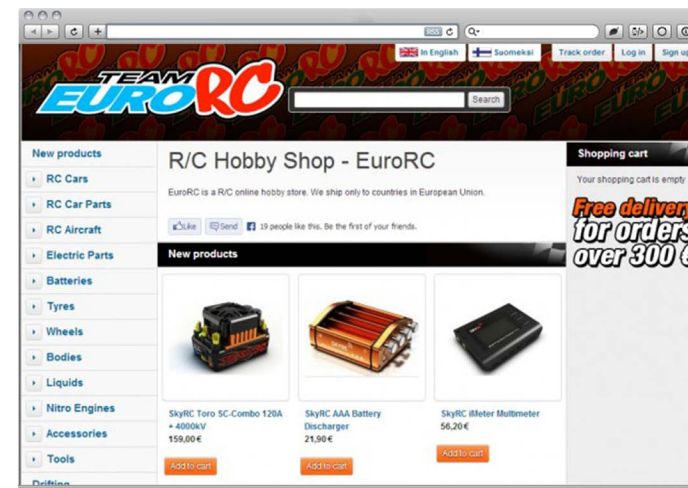 RSS
In English
Suomeksi
Track order
Log in
Sign up
TEAM
EURORC
Search
New products
RC Cars
RC Car Parts
RC Aircraft
Electric Parts
Batteries
Tyres
Wheels
Bodies
Liquids
Nitro Engines
Accessories
Tools
Drifting
R/C Hobby Shop - EuroRC
EuroRC is a R/C online hobby store. We ship only to countries in European Union.
Like
Send
19 people like this. Be the first of your friends.
New products
SkyRC Toro SC-Combo 120A
+ 4000kV
159,00 €
Add to cart
SkyRC AAA Battery
Discharger
21,90 €
Add to cart
SkyRC iMeter Multimeter
56,20 €
Add to cart
Shopping cart
Your shopping cart is empty
Free delivery
for orders
over 300 €